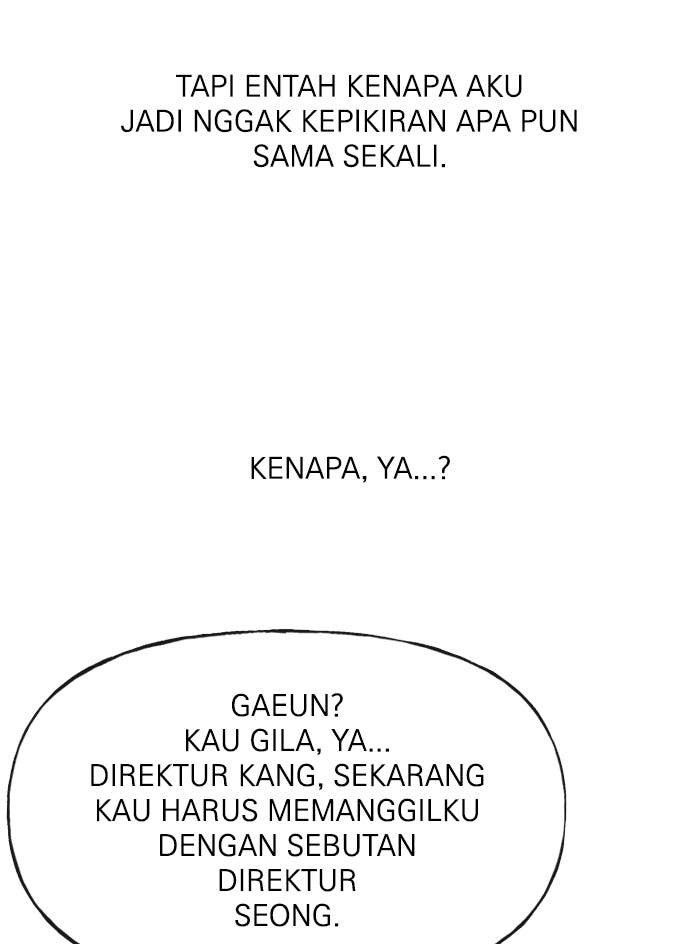 TAPI ENTAH KENAPA AKU
JADI NGGAK KEPIKIRAN APA PUN
SAMA SEKALI.
KENAPA, YA...?
GAEUN?
KAU GILA, YA...
DIREKTUR KANG, SEKARANG
KAU HARUS MEMANGGILKU
DENGAN SEBUTAN
DIREKTUR
SEONG.